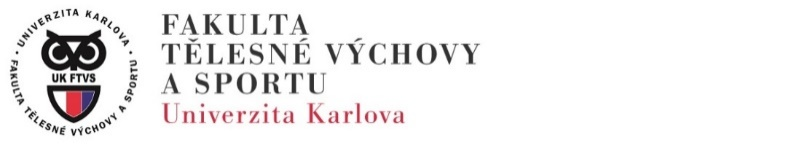 UNIVERZITA KARLOVA
UK FTVS
FAKULTA TĚLESNÉ VÝCHOVY A SPORTU
FAKULTA
TĚLESNÉ VÝCHOVY
A SPORTU
Univerzita Karlova